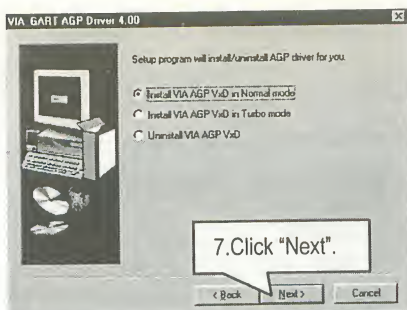 VIA GART AGP Driver 4.00
Setup program will install/uninstall AGP driver for you.
Install VIA AGP VxD in Normal mode
Install VIA AGP VxD in Turbo mode
Uninstall VIA AGP VxD
7.Click “Next”.
< Back
Next >
Cancel